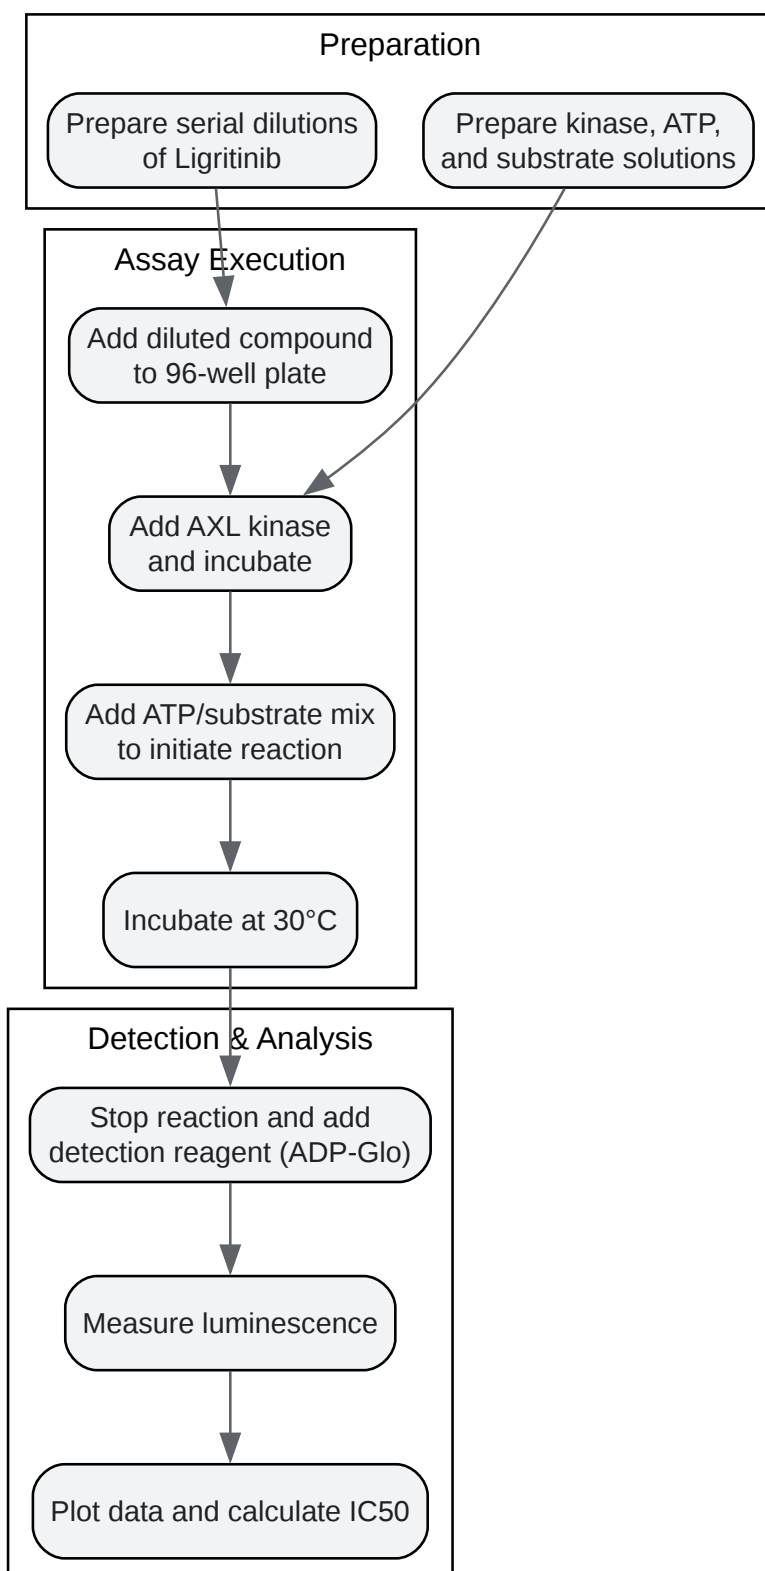 Preparation
Prepare serial dilutions
of Ligritinib
Prepare kinase, ATP,
and substrate solutions
Assay Execution
Add diluted compound
to 96-well plate
Add AXL kinase
and incubate
Add ATP/substrate mix
to initiate reaction
Incubate at 30°C
Detection & Analysis
Stop reaction and add
detection reagent (ADP-Glo)
Measure luminescence
Plot data and calculate IC50